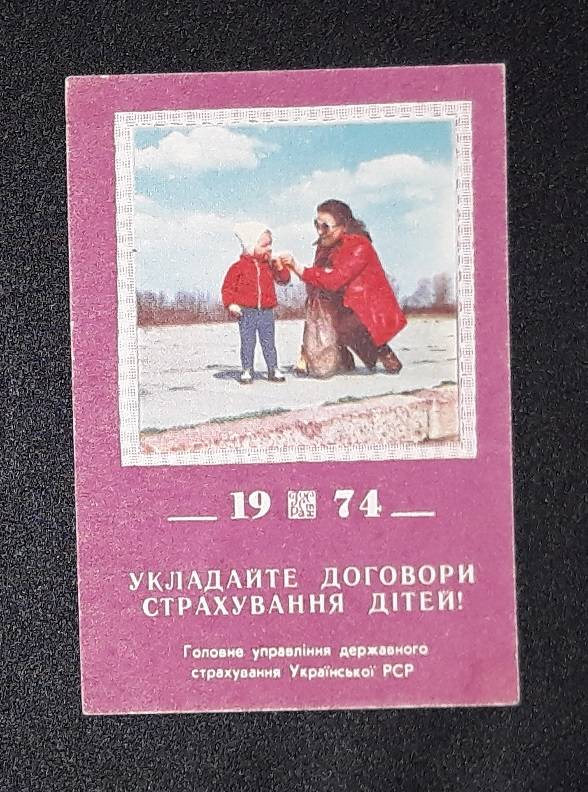 19 74
УКЛАДАЙТЕ ДОГОВОРИ
СТРАХУВАННЯ ДІТЕЙ!
Головне управління державного
страхування Української РСР